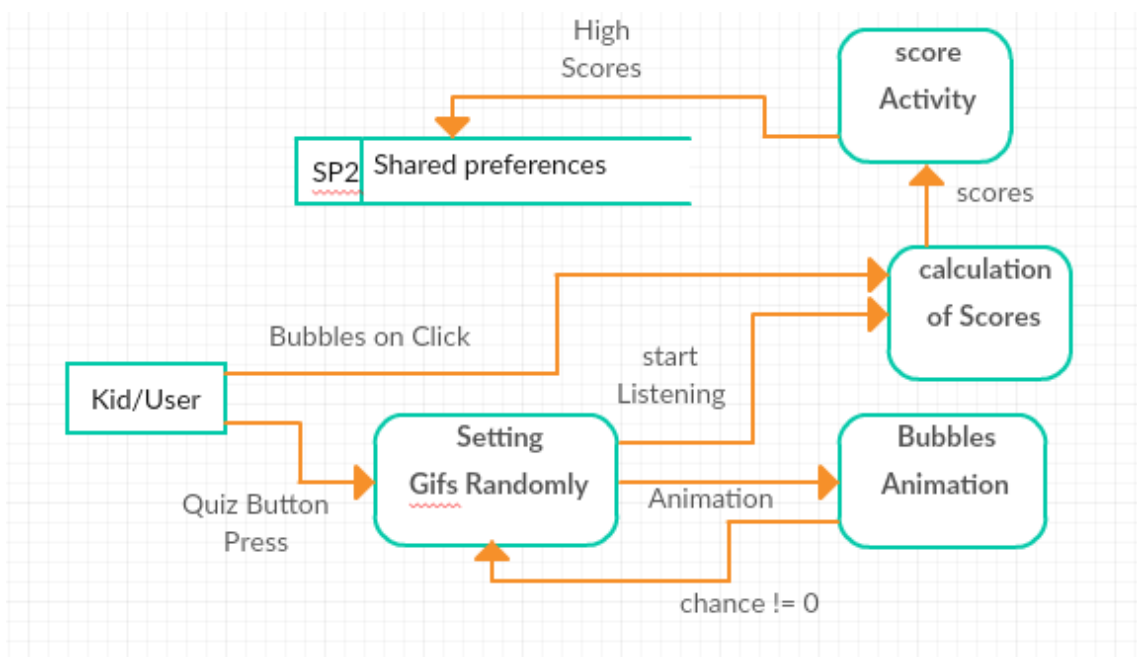 High
Scores
score
Activity
SP2
Shared preferences
scores
calculation
of Scores
Bubbles on Click
start
Listening
Kid/User
Setting
Gifs Randomly
Bubbles
Animation
Quiz Button
Press
Animation
chance != 0